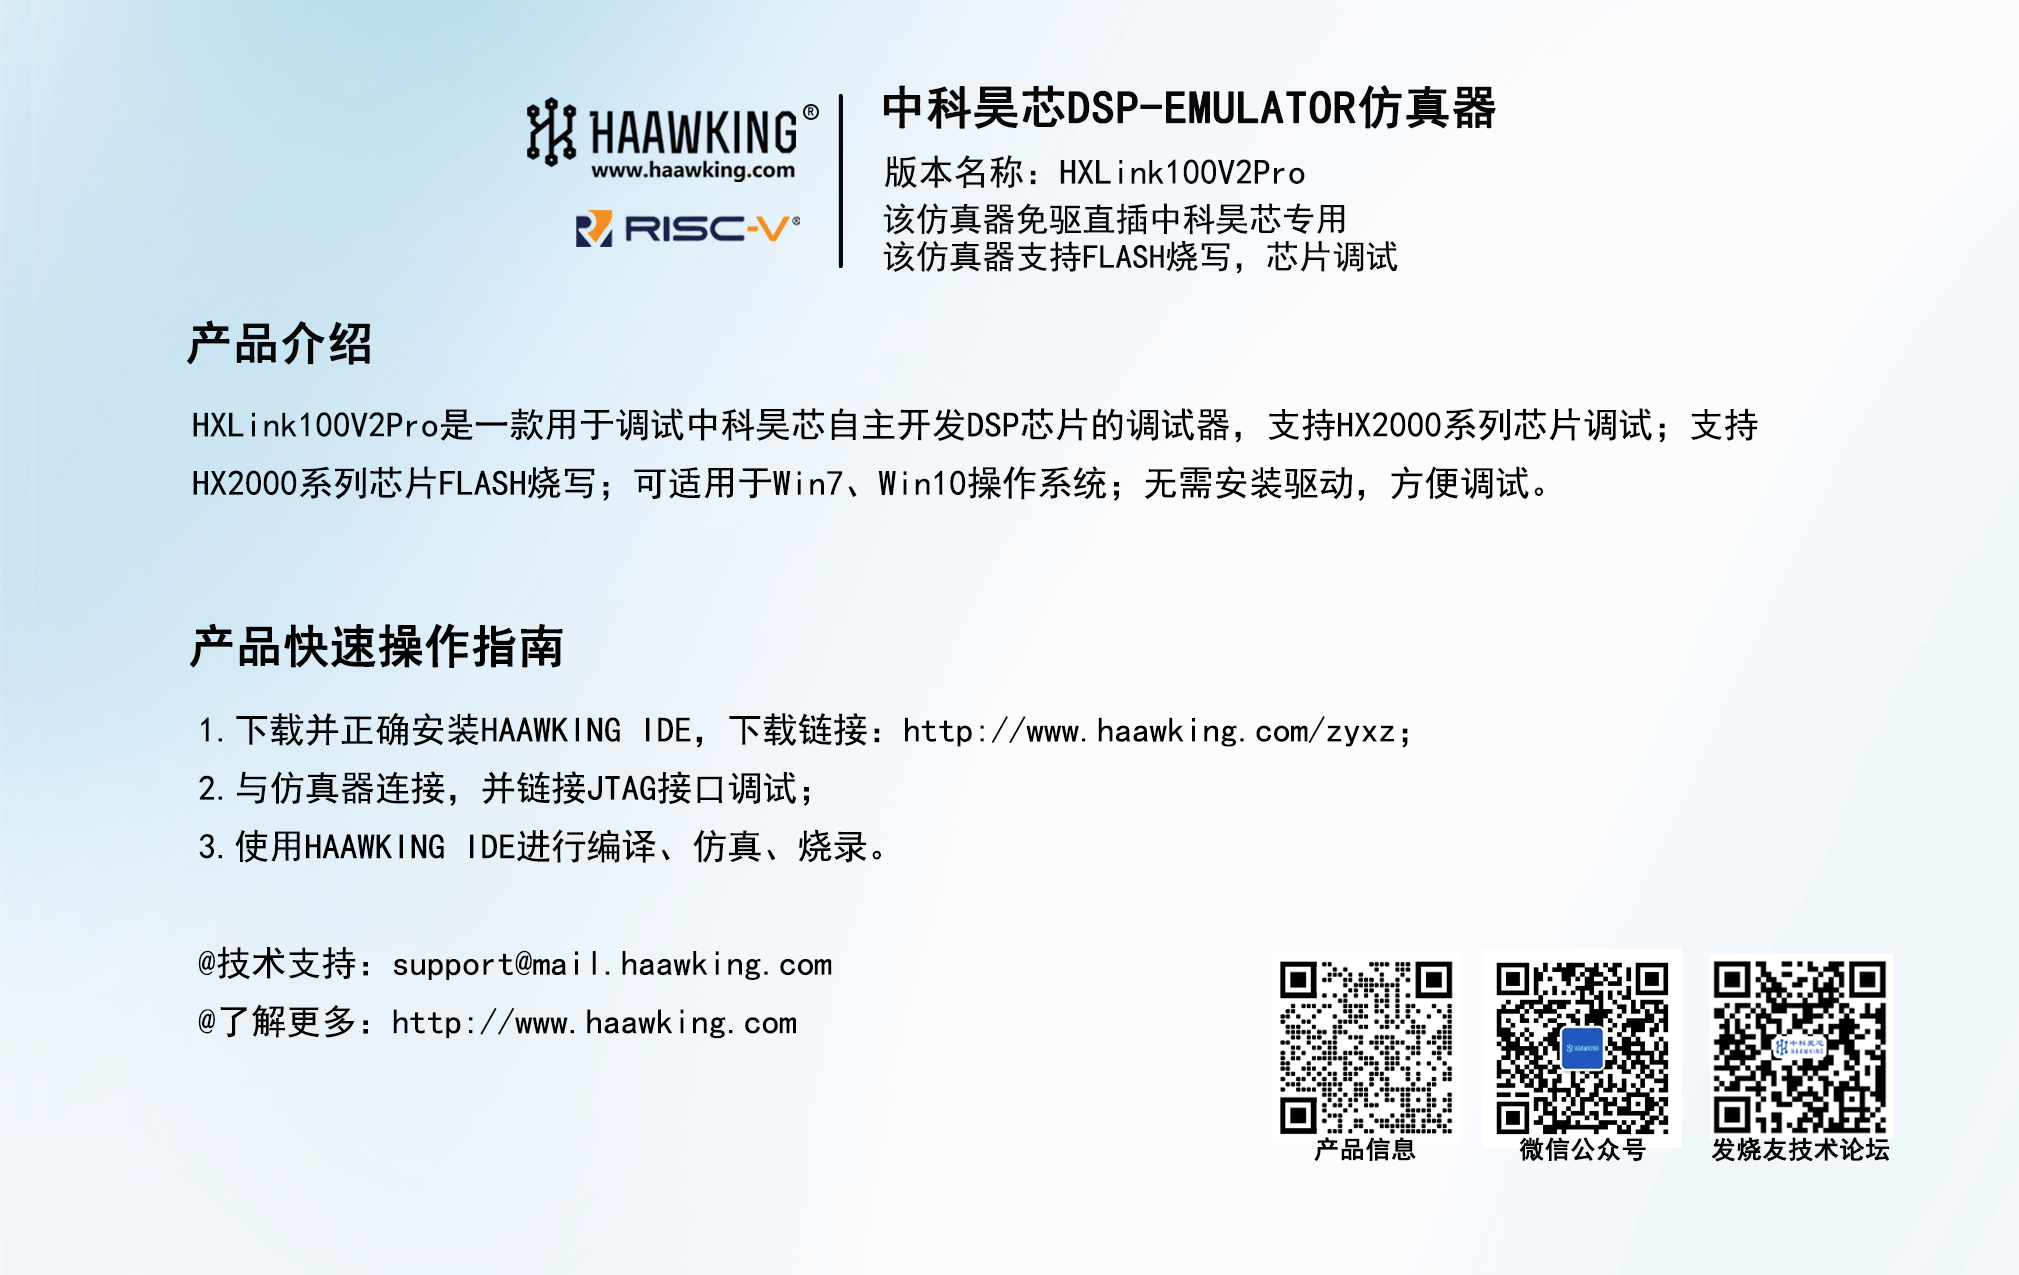 HAAWKING®
www.haawking.com
RISC-V®
中科昊芯DSP-EMULATOR仿真器
版本名称：HXLink100V2Pro
该仿真器免驱直插中科昊芯专用
该仿真器支持FLASH烧写，芯片调试
产品介绍
HXLink100V2Pro是一款用于调试中科昊芯自主开发DSP芯片的调试器，支持HX2000系列芯片调试；支持
HX2000系列芯片FLASH烧写；可适用于Win7、Win10操作系统；无需安装驱动，方便调试。
产品快速操作指南
1.下载并正确安装HAAWKING IDE，下载链接：http://www.haawking.com/zyxz；
2.与仿真器连接，并链接JTAG接口调试；
3.使用HAAWKING IDE进行编译、仿真、烧录。
@技术支持：support@mail.haawking.com
@了解更多：http://www.haawking.com
HAAWKING
中科昊芯
HAAWKING
产品信息
微信公众号
发烧友技术论坛